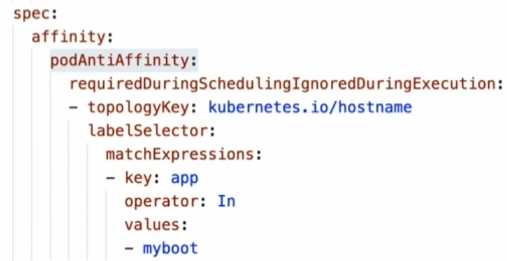 spec:
  affinity:
    podAntiAffinity:
      requiredDuringSchedulingIgnoredDuringExecution:
      - topologyKey: kubernetes.io/hostname
        labelSelector:
          matchExpressions:
          - key: app
            operator: In
            values:
            - myboot